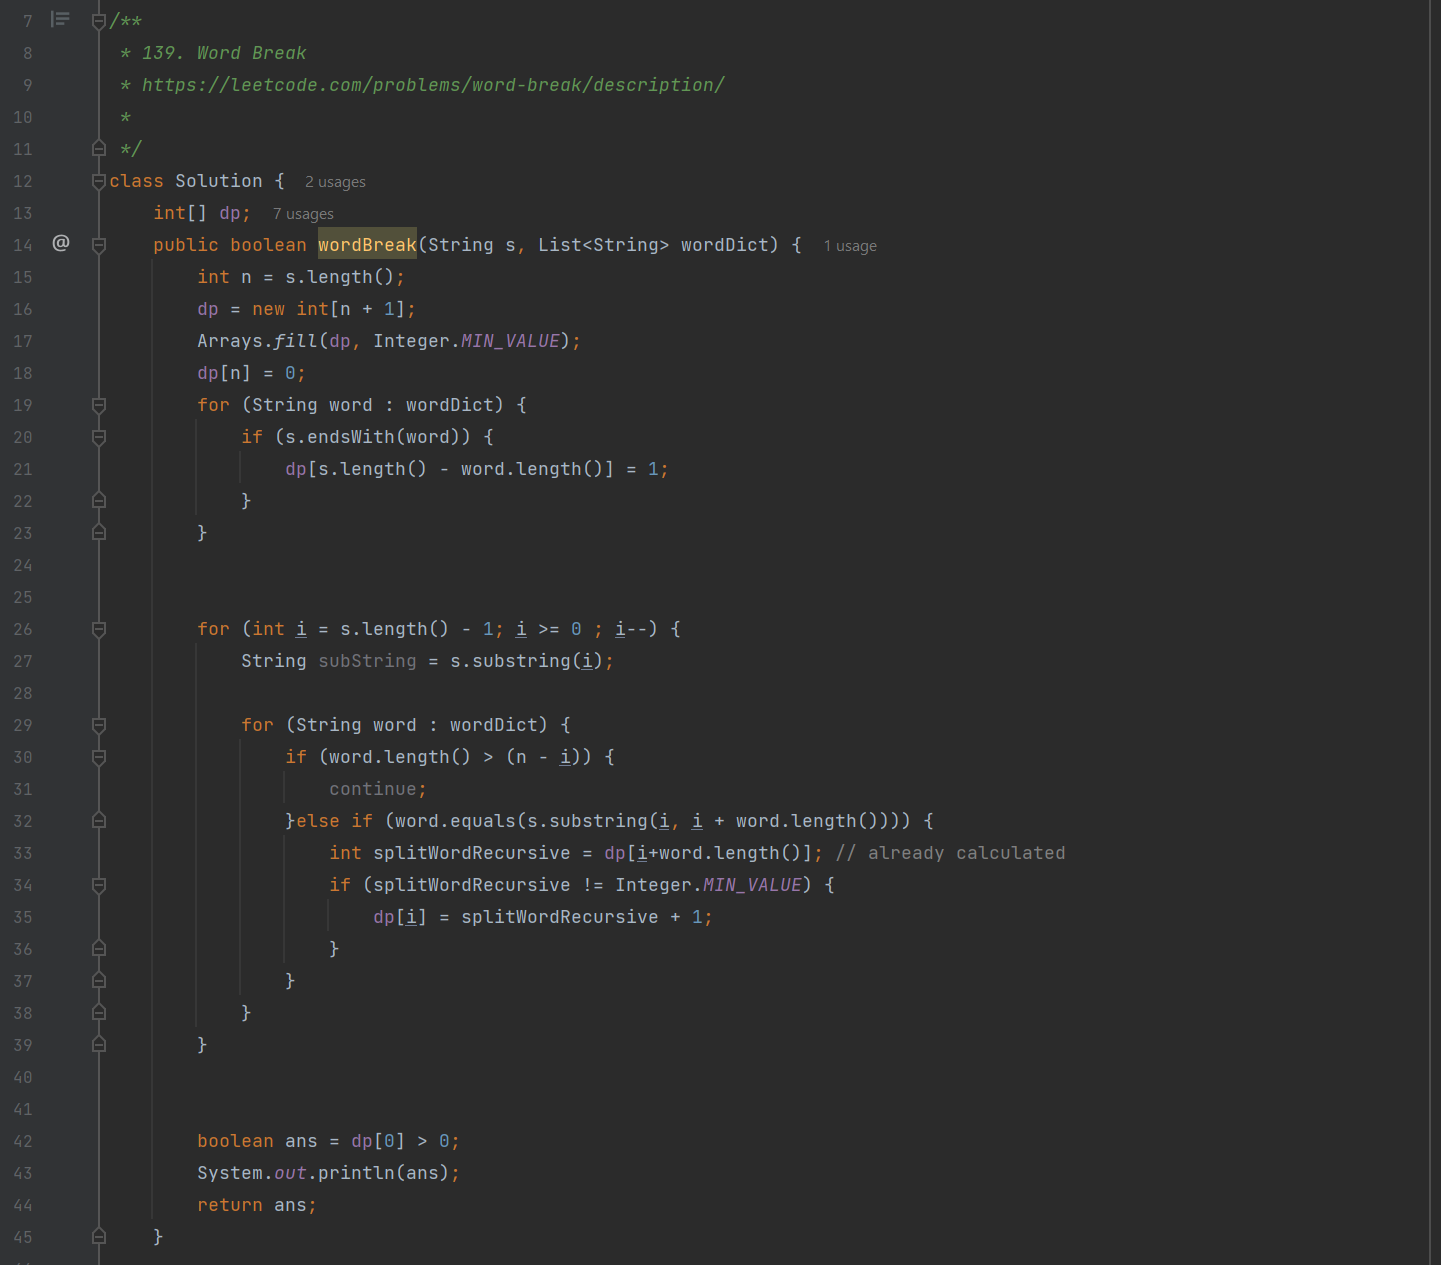 7 /**
8 * 139. Word Break
9 * https://leetcode.com/problems/word-break/description/
10 *
11 */
12 class Solution { 2 usages
13 int[] dp; 7 usages
14 @ public boolean wordBreak(String s, List<String> wordDict) { 1 usage
15 int n = s.length();
16 dp = new int[n + 1];
17 Arrays.fill(dp, Integer.MIN_VALUE);
18 dp[n] = 0;
19 for (String word : wordDict) {
20 if (s.endsWith(word)) {
21 dp[s.length() - word.length()] = 1;
22 }
23 }
24
25
26 for (int i = s.length() - 1; i >= 0 ; i--) {
27 String subString = s.substring(i);
28
29 for (String word : wordDict) {
30 if (word.length() > (n - i)) {
31 continue;
32 }else if (word.equals(s.substring(i, i + word.length()))) {
33 int splitWordRecursive = dp[i+word.length()]; // already calculated
34 if (splitWordRecursive != Integer.MIN_VALUE) {
35 dp[i] = splitWordRecursive + 1;
36 }
37 }
38 }
39 }
40
41
42 boolean ans = dp[0] > 0;
43 System.out.println(ans);
44 return ans;
45 }